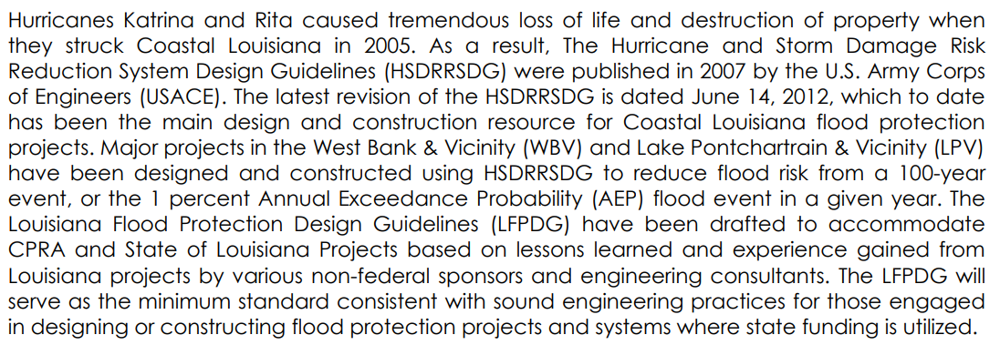 Hurricanes Katrina and Rita caused tremendous loss of life and destruction of property when
they struck Coastal Louisiana in 2005. As a result, The Hurricane and Storm Damage Risk
Reduction System Design Guidelines (HSDRRSDG) were published in 2007 by the U.S. Army Corps
of Engineers (USACE). The latest revision of the HSDRRSDG is dated June 14, 2012, which to date
has been the main design and construction resource for Coastal Louisiana flood protection
projects. Major projects in the West Bank & Vicinity (WBV) and Lake Pontchartrain & Vicinity (LPV)
have been designed and constructed using HSDRRSDG to reduce flood risk from a 100-year
event, or the 1 percent Annual Exceedance Probability (AEP) flood event in a given year. The
Louisiana Flood Protection Design Guidelines (LFPDG) have been drafted to accommodate
CPRA and State of Louisiana Projects based on lessons learned and experience gained from
Louisiana projects by various non-federal sponsors and engineering consultants. The LFPDG will
serve as the minimum standard consistent with sound engineering practices for those engaged
in designing or constructing flood protection projects and systems where state funding is utilized.